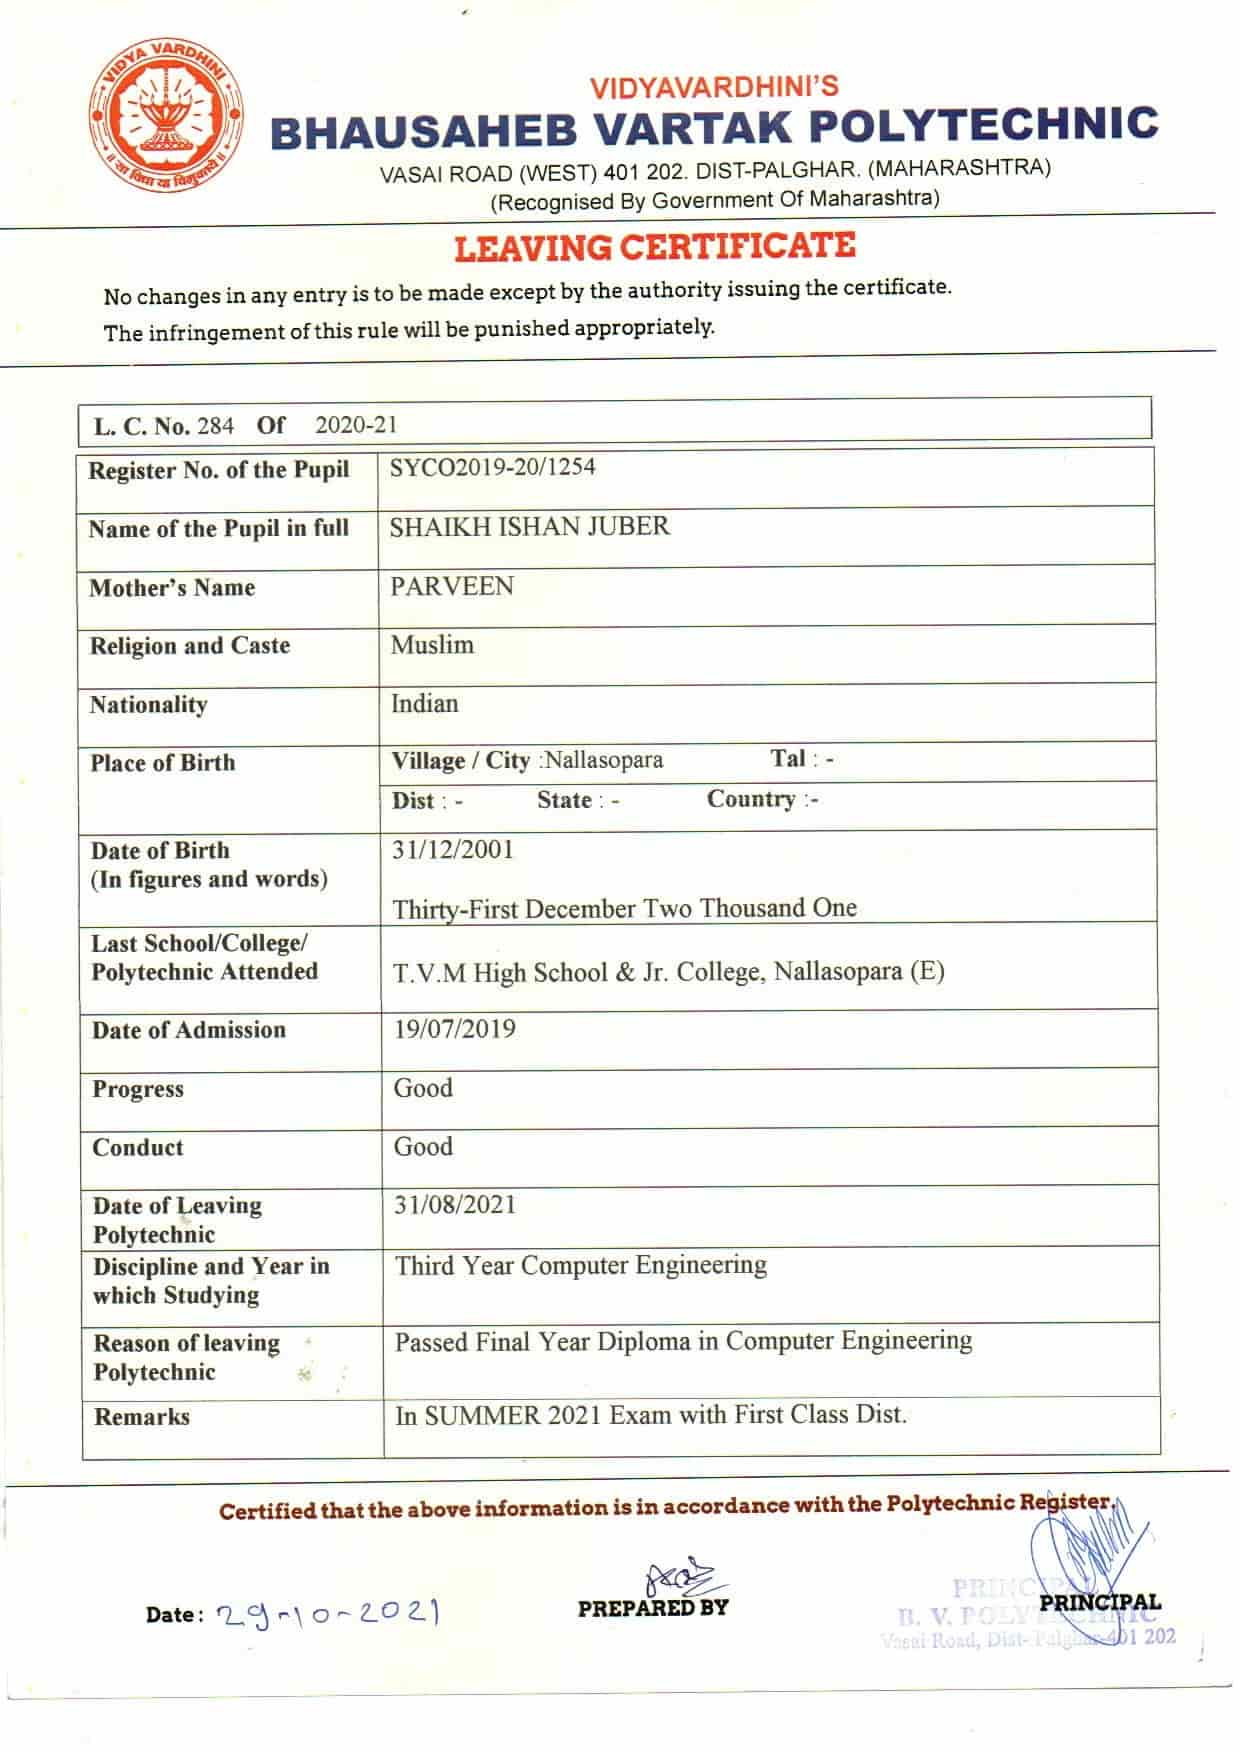 VIDYA VARDHINI
॥ सा विद्या या विमुक्तये ॥
VIDYAVARDHINI'S
BHAUSAHEB VARTAK POLYTECHNIC
VASAI ROAD (WEST) 401 202. DIST-PALGHAR. (MAHARASHTRA)
(Recognised By Government Of Maharashtra)
LEAVING CERTIFICATE
No changes in any entry is to be made except by the authority issuing the certificate.
The infringement of this rule will be punished appropriately.
L. C. No. 284 Of 2020-21
Register No. of the Pupil SYCO2019-20/1254
Name of the Pupil in full SHAIKH ISHAN JUBER
Mother's Name PARVEEN
Religion and Caste Muslim
Nationality Indian
Place of Birth Village / City :Nallasopara Tal : -
Dist : - State : - Country :-
Date of Birth 31/12/2001
(In figures and words)
Thirty-First December Two Thousand One
Last School/College/
Polytechnic Attended T.V.M High School & Jr. College, Nallasopara (E)
Date of Admission 19/07/2019
Progress Good
Conduct Good
Date of Leaving 31/08/2021
Polytechnic
Discipline and Year in Third Year Computer Engineering
which Studying
Reason of leaving Passed Final Year Diploma in Computer Engineering
Polytechnic
Remarks In SUMMER 2021 Exam with First Class Dist.
Certified that the above information is in accordance with the Polytechnic Register.
Date: 29-10-2021
PREPARED BY
PRINCIPAL
PRINCIPAL
B. V. POLYTECHNIC
Vasai Road, Dist- Palghar-401 202